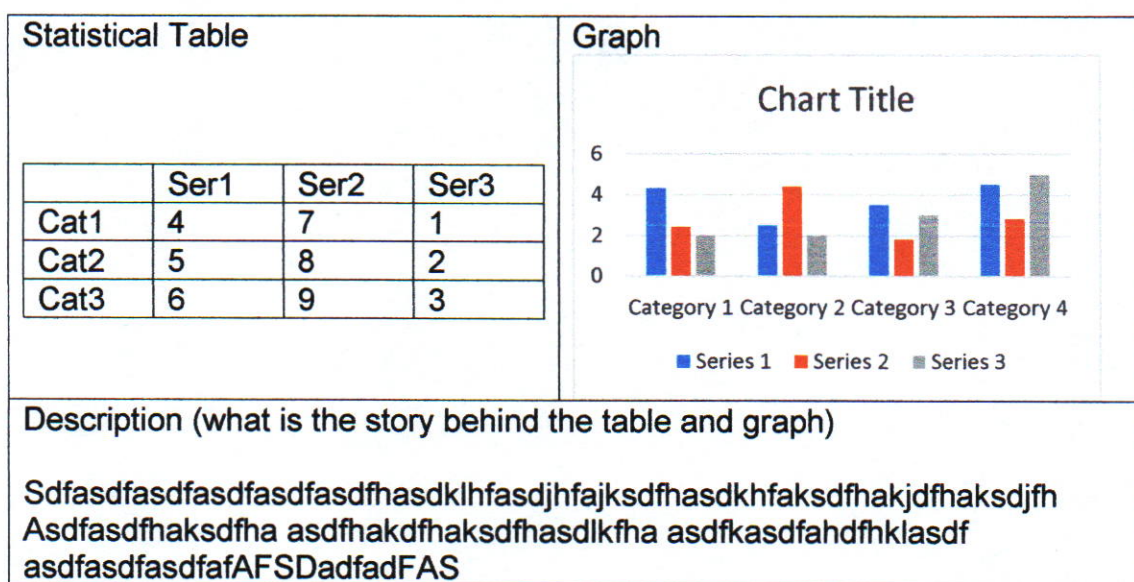 Statistical Table
Ser1 Ser2 Ser3
Cat1 4 7 1
Cat2 5 8 2
Cat3 6 9 3
Graph
Chart Title
6
4
2
0
Category 1 Category 2 Category 3 Category 4
Series 1 Series 2 Series 3
Description (what is the story behind the table and graph)
Sdfasdfasdfasdfasdfasdfhasdklhfasdjhfajksdfhasdkhfaksdfhakjdfhaksdjfh
Asdfasdfhaksdfha asdfhakdfhaksdfhasdlkfha asdfkasdfahdfhklasdf
asdfasdfasdfafAFSDadfadFAS